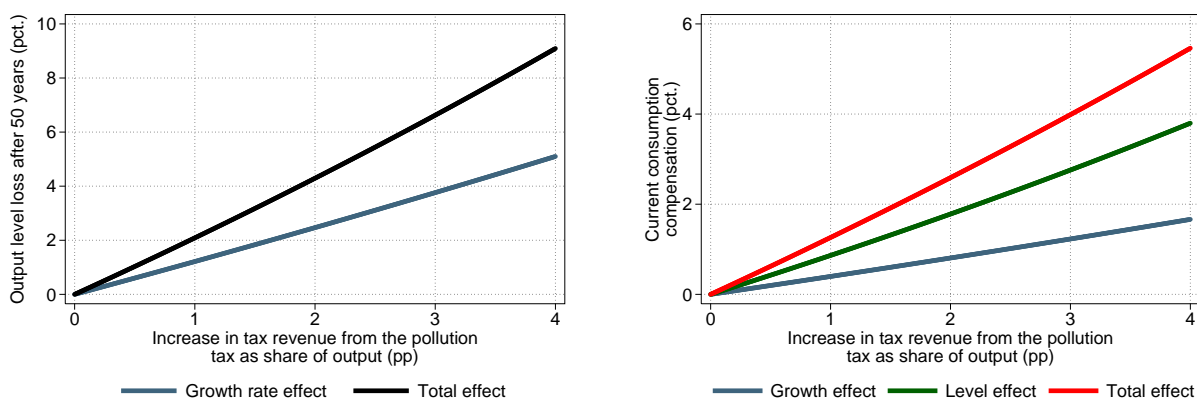 Output level loss after 50 years (pct.)
10
8
6
4
2
0
0 1 2 3 4
Increase in tax revenue from the pollution
tax as share of output (pp)
Growth rate effect Total effect
Current consumption
compensation (pct.)
6
4
2
0
0 1 2 3 4
Increase in tax revenue from the pollution
tax as share of output (pp)
Growth effect Level effect Total effect